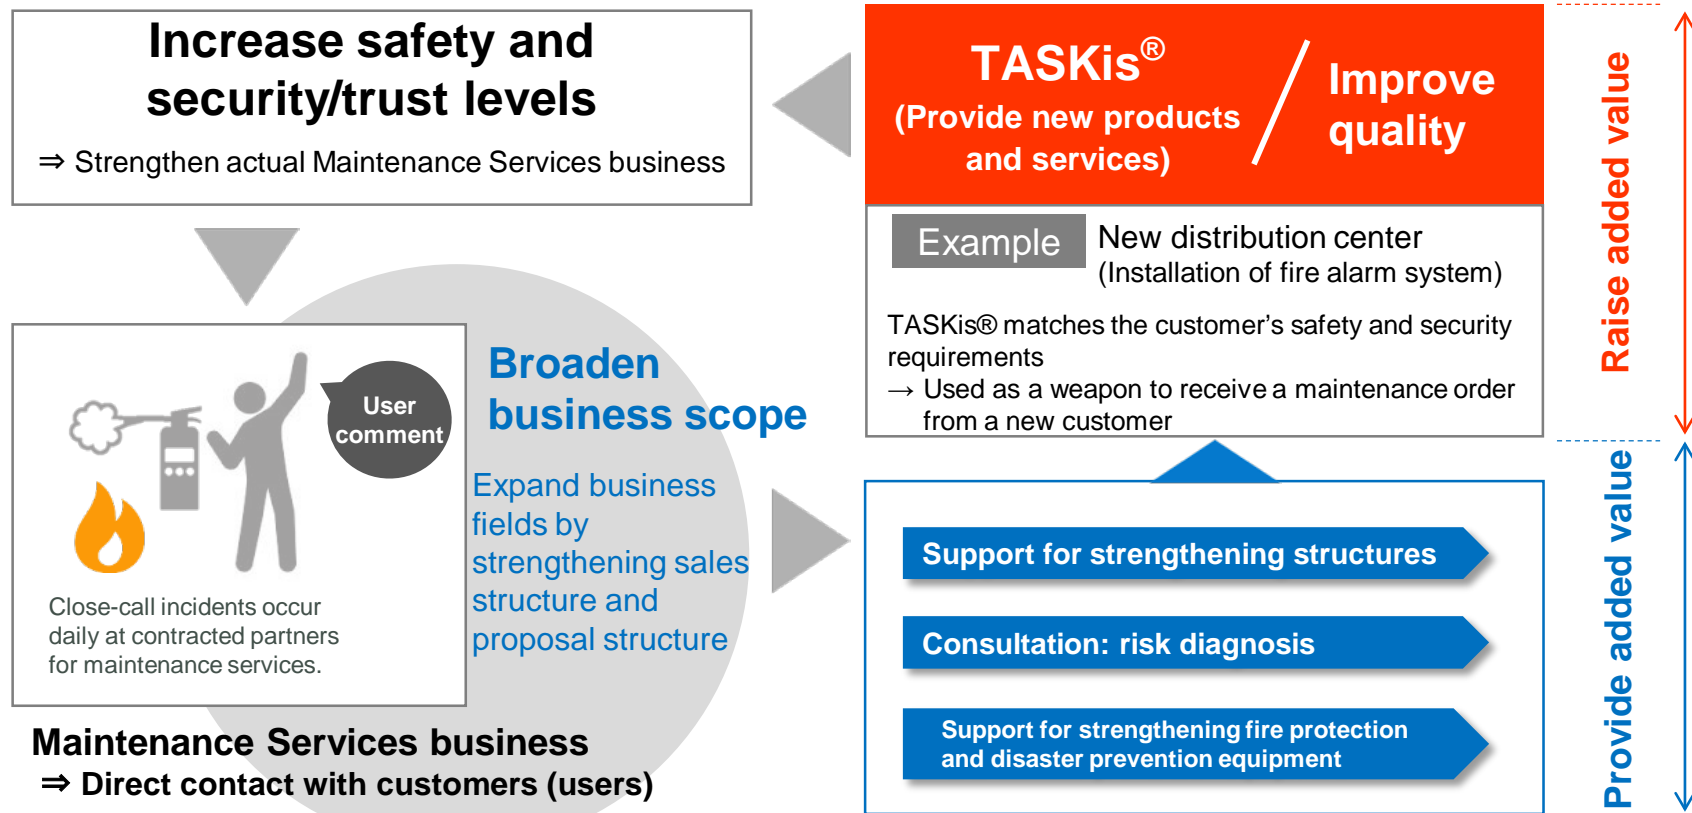 Increase safety and
security/trust levels
⇒ Strengthen actual Maintenance Services business
TASKis®
(Provide new products
and services)
Improve
quality
Example
New distribution center
(Installation of fire alarm system)
TASKis® matches the customer’s safety and security
requirements
→ Used as a weapon to receive a maintenance order
from a new customer
Raise added value
User
comment
Close-call incidents occur
daily at contracted partners
for maintenance services.
Broaden
business scope
Expand business
fields by
strengthening sales
structure and
proposal structure
Maintenance Services business
⇒ Direct contact with customers (users)
Support for strengthening structures
Consultation: risk diagnosis
Support for strengthening fire protection
and disaster prevention equipment
Provide added value